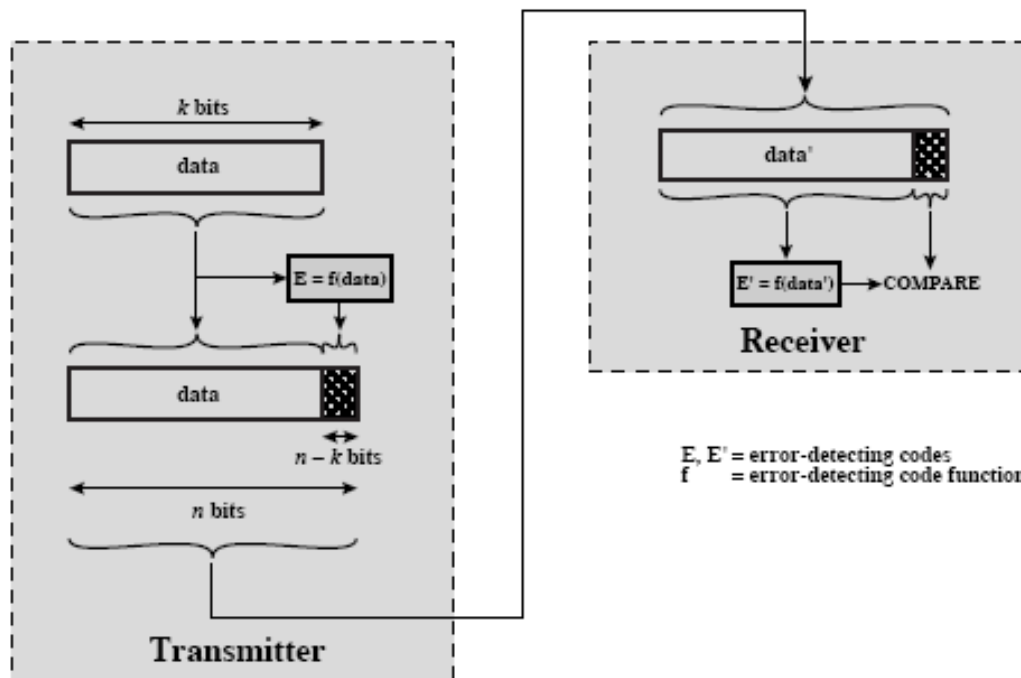 k bits
data
E = f(data)
data
n – k bits
n bits
Transmitter
data'
E' = f(data')
COMPARE
Receiver
E, E' = error-detecting codes
f = error-detecting code function